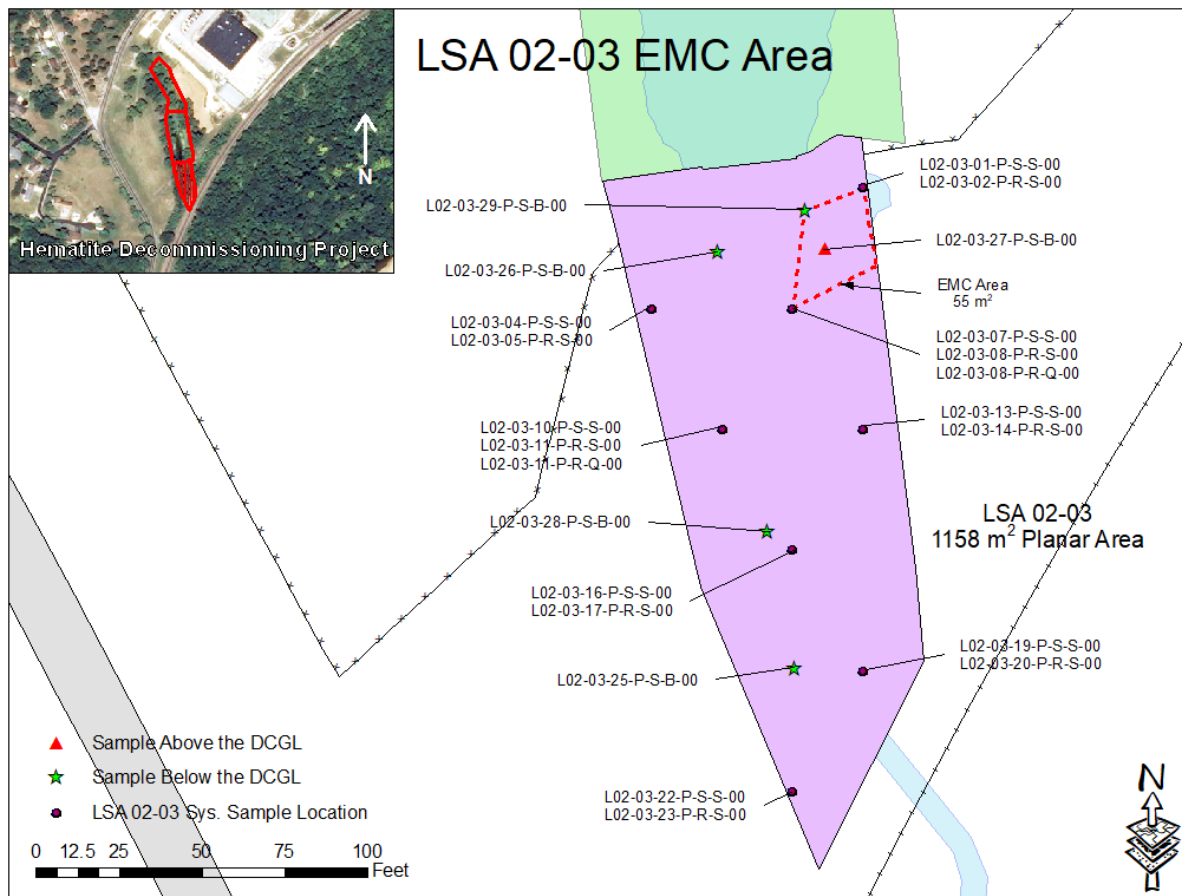 LSA 02-03 EMC Area
N
Hematite Decommissioning Project
L02-03-01-P-S-S-00
L02-03-02-P-R-S-00
L02-03-29-P-S-B-00
L02-03-27-P-S-B-00
L02-03-26-P-S-B-00
EMC Area
55 m²
L02-03-04-P-S-S-00
L02-03-05-P-R-S-00
L02-03-07-P-S-S-00
L02-03-08-P-R-S-00
L02-03-08-P-R-Q-00
L02-03-10-P-S-S-00
L02-03-11-P-R-S-00
L02-03-11-P-R-Q-00
L02-03-13-P-S-S-00
L02-03-14-P-R-S-00
L02-03-28-P-S-B-00
LSA 02-03
1158 m² Planar Area
L02-03-16-P-S-S-00
L02-03-17-P-R-S-00
L02-03-19-P-S-S-00
L02-03-20-P-R-S-00
L02-03-25-P-S-B-00
L02-03-22-P-S-S-00
L02-03-23-P-R-S-00
Sample Above the DCGL
Sample Below the DCGL
LSA 02-03 Sys. Sample Location
0 12.5 25 50 75 100
Feet
N